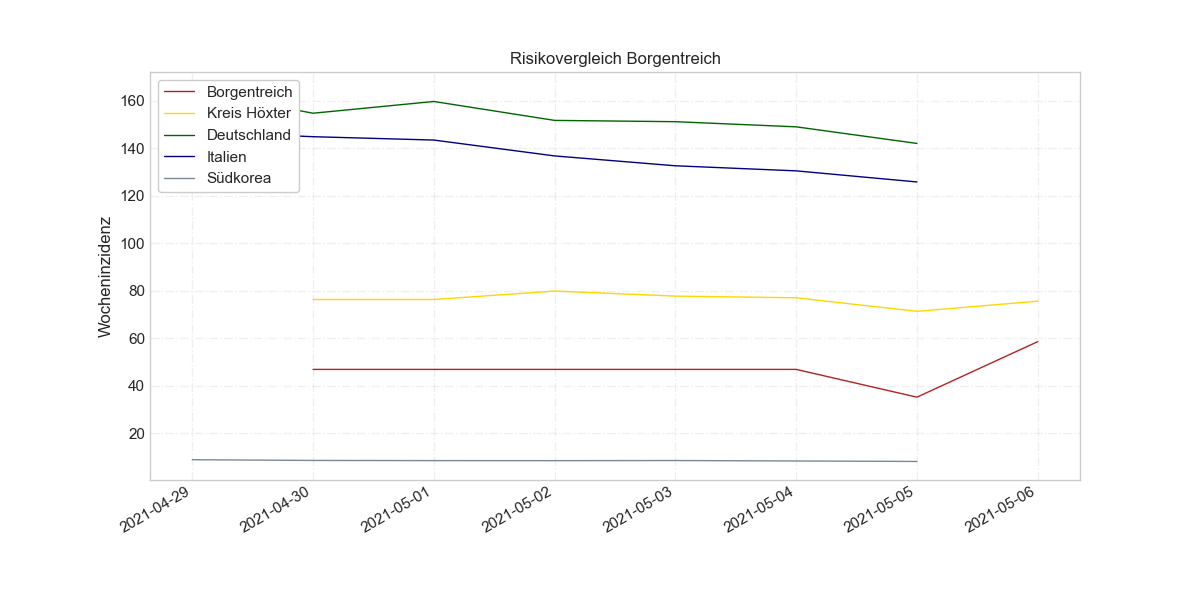 Risikovergleich Borgentreich
Borgentreich
Kreis Höxter
Deutschland
Italien
Südkorea
Wocheninzidenz
160
140
120
100
80
60
40
20
2021-04-29
2021-04-30
2021-05-01
2021-05-02
2021-05-03
2021-05-04
2021-05-05
2021-05-06